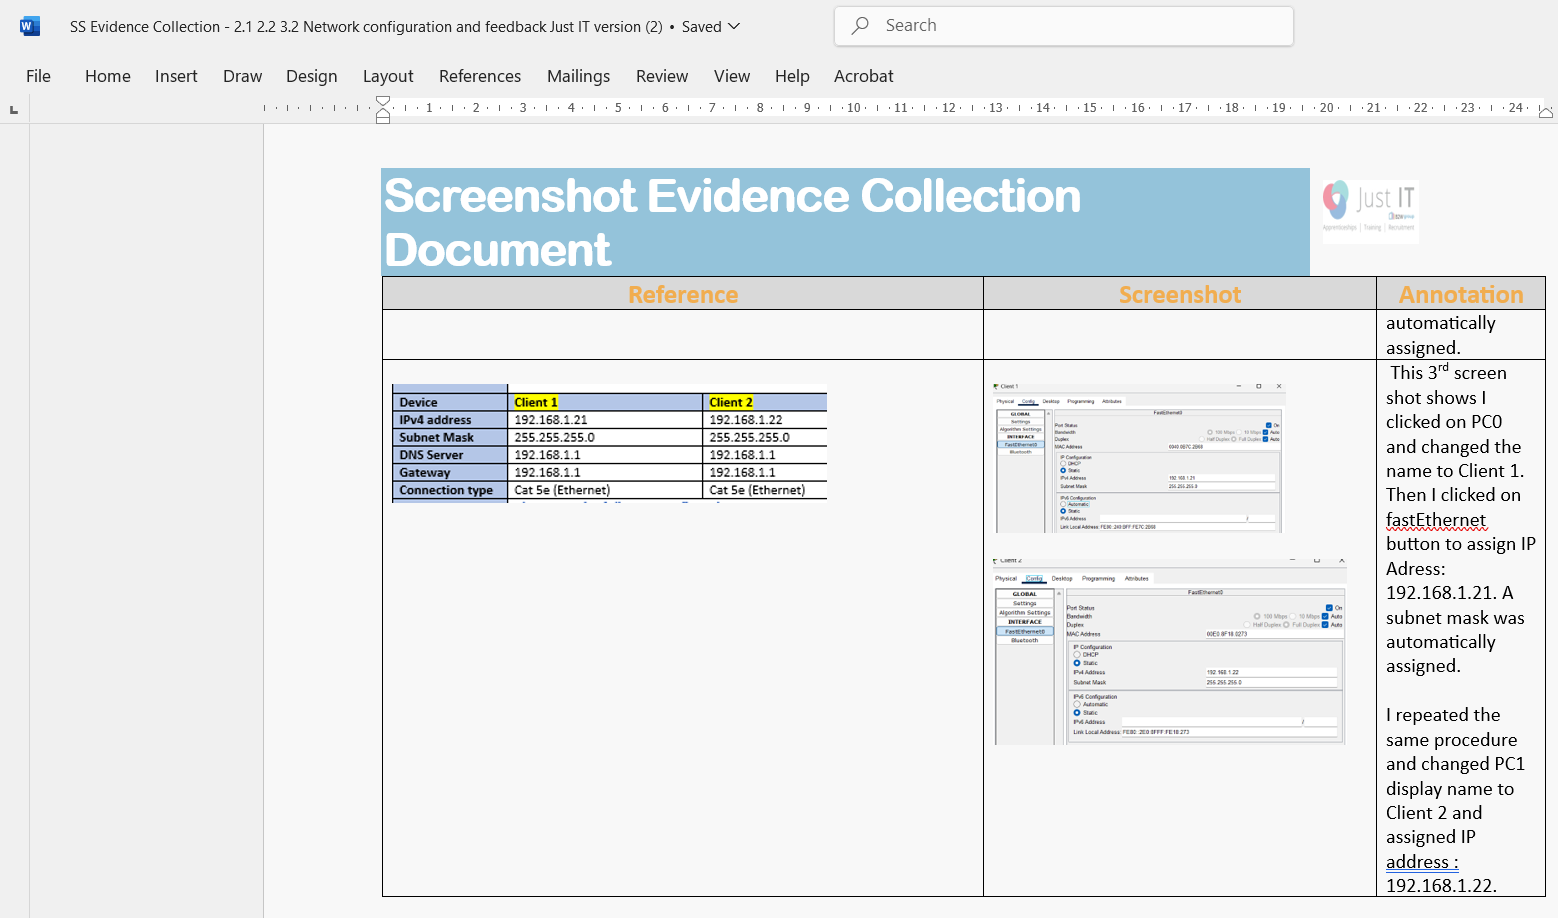 SS Evidence Collection - 2.1 2.2 3.2 Network configuration and feedback Just IT version (2) • Saved
Search
File Home Insert Draw Design Layout References Mailings Review View Help Acrobat
1 2 3 4 5 6 7 8 9 10 11 12 13 14 15 16 17 18 19 20 21 22 23 24
Screenshot Evidence Collection
Document
Just IT
Apprenticeships | Training | Recruitment
Reference Screenshot Annotation
automatically
assigned.
Device Client 1 Client 2
IPv4 address 192.168.1.21 192.168.1.22
Subnet Mask 255.255.255.0 255.255.255.0
DNS Server 192.168.1.1 192.168.1.1
Gateway 192.168.1.1 192.168.1.1
Connection type Cat 5e (Ethernet) Cat 5e (Ethernet)
Client 1
Physical Config Desktop Programming Attributes
GLOBAL
Settings
Algorithm Settings
INTERFACE
FastEthernet0
Bluetooth
FastEthernet0
Port Status On
Bandwidth 100 Mbps 10 Mbps Auto
Duplex Half Duplex Full Duplex Auto
MAC Address
IP Configuration
DHCP
Static
IPv4 Address 192.168.1.21
Subnet Mask 255.255.255.0
IPv6 Configuration
Automatic
Static
IPv6 Address /
Link Local Address:
Client 2
Physical Config Desktop Programming Attributes
GLOBAL
Settings
Algorithm Settings
INTERFACE
FastEthernet0
Bluetooth
FastEthernet0
Port Status On
Bandwidth 100 Mbps 10 Mbps Auto
Duplex Half Duplex Full Duplex Auto
MAC Address 00E0.8F18.0273
IP Configuration
DHCP
Static
IPv4 Address 192.168.1.22
Subnet Mask 255.255.255.0
IPv6 Configuration
Automatic
Static
IPv6 Address /
Link Local Address:
This 3rd screen
shot shows I
clicked on PC0
and changed the
name to Client 1.
Then I clicked on
fastEthernet
button to assign IP
Adress:
192.168.1.21. A
subnet mask was
automatically
assigned.
I repeated the
same procedure
and changed PC1
display name to
Client 2 and
assigned IP
address :
192.168.1.22.